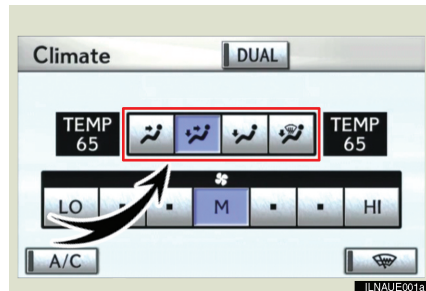 Climate DUAL
TEMP 65 TEMP 65
LO M HI
A/C
ILNAUE001a